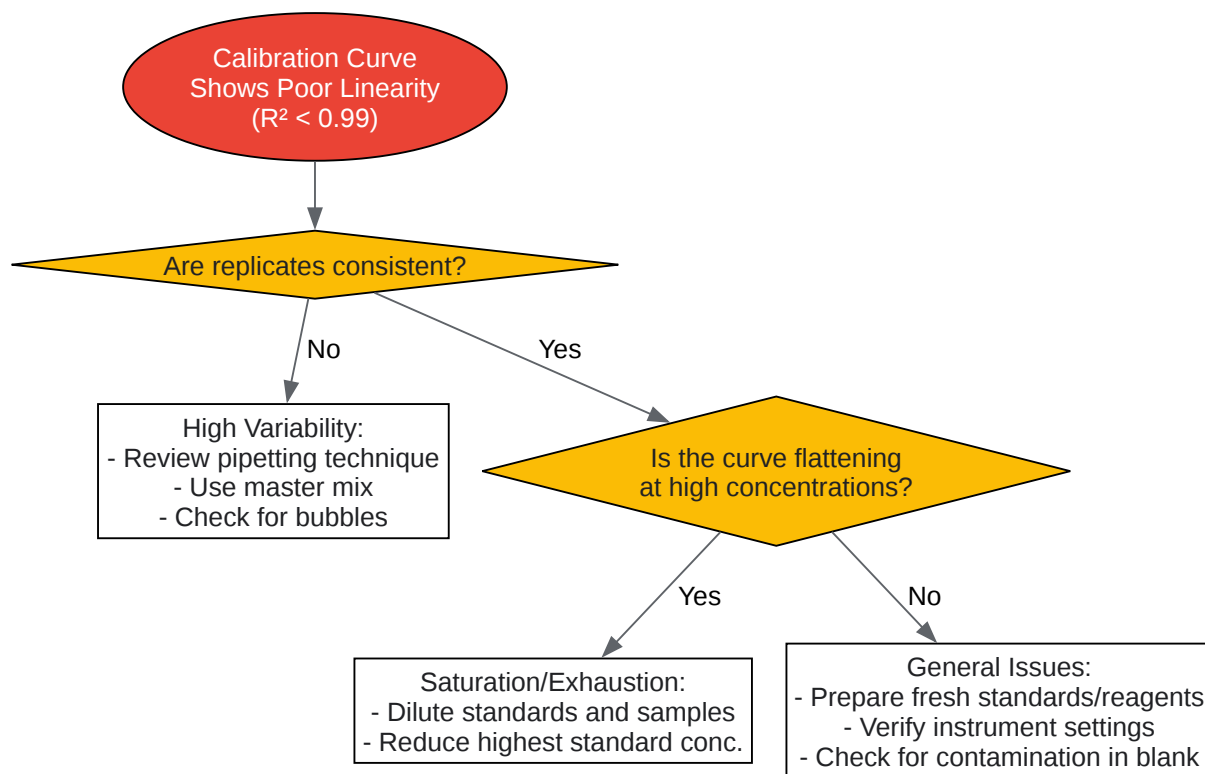 Calibration Curve
Shows Poor Linearity
(R² < 0.99)
Are replicates consistent?
No
Yes
High Variability:
- Review pipetting technique
- Use master mix
- Check for bubbles
Is the curve flattening
at high concentrations?
Yes
No
Saturation/Exhaustion:
- Dilute standards and samples
- Reduce highest standard conc.
General Issues:
- Prepare fresh standards/reagents
- Verify instrument settings
- Check for contamination in blank